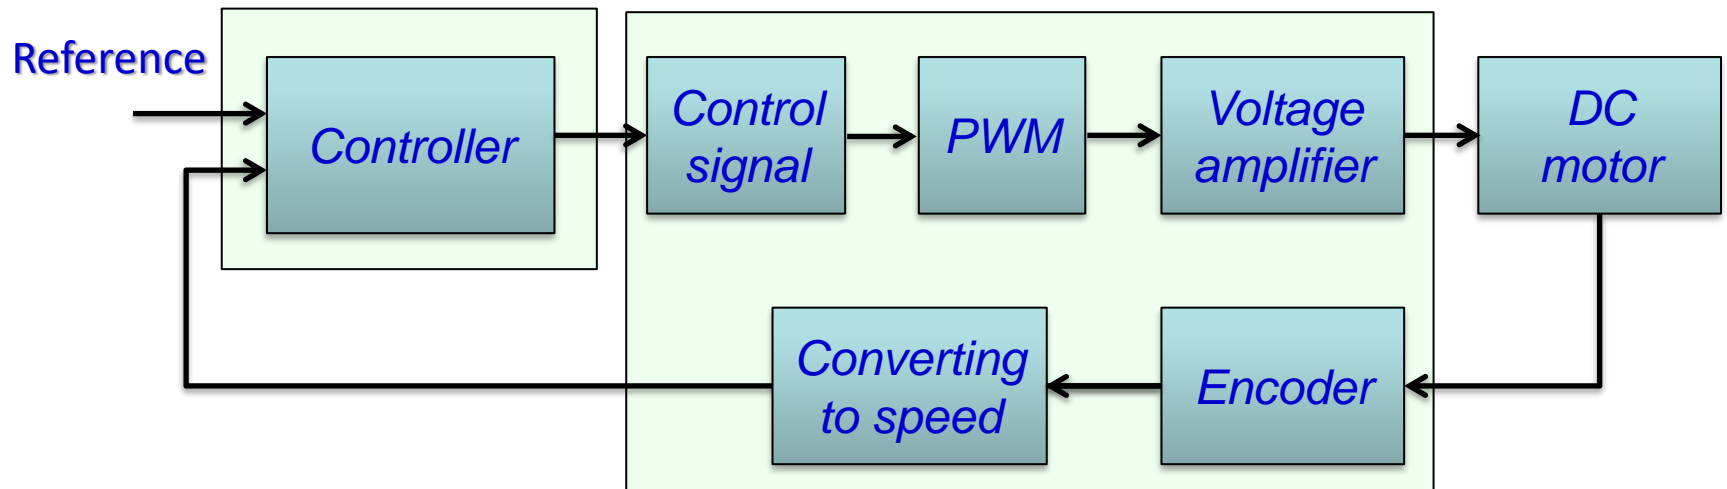 Reference
Controller
Control
signal
PWM
Voltage
amplifier
DC
motor
Converting
to speed
Encoder